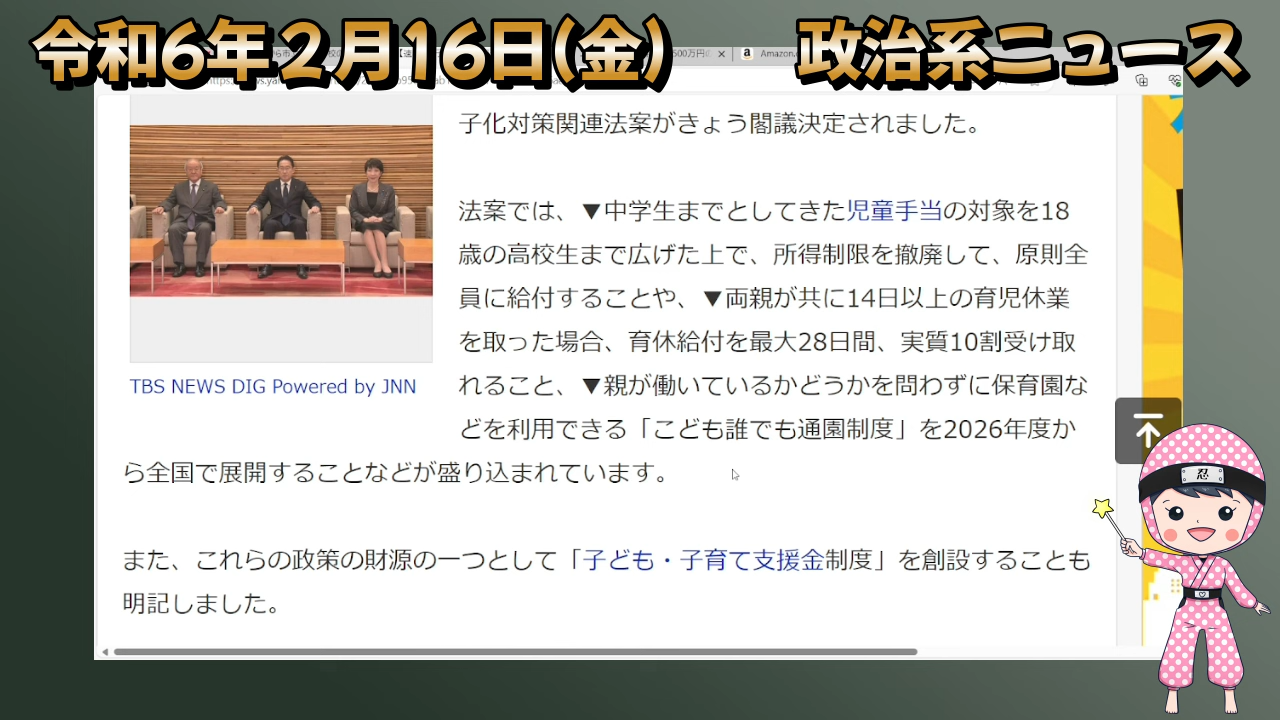 令和6年2月16日(金)
政治系ニュース
500万円
Amazon.
子化対策関連法案がきょう閣議決定されました。
法案では、▼中学生までとしてきた児童手当の対象を18
歳の高校生まで広げた上で、所得制限を撤廃して、原則全
員に給付することや、▼両親が共に14日以上の育児休業
を取った場合、育休給付を最大28日間、実質10割受け取
れること、▼親が働いているかどうかを問わずに保育園な
どを利用できる「こども誰でも通園制度」を2026年度か
ら全国で展開することなどが盛り込まれています。
TBS NEWS DIG Powered by JNN
また、これらの政策の財源の一つとして「子ども・子育て支援金制度」を創設することも
明記しました。
忍